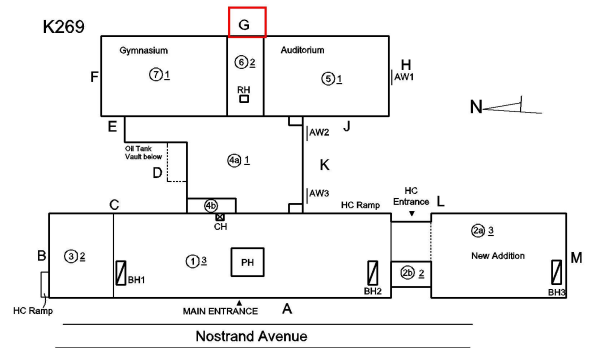 K269
G
Gymnasium
Auditorium
6 2
7 1
5 1
F
H
AW1
RH
N
E
J
AW2
Oil Tank
Vault below
D
4a 1
K
AW3
C
4b
HC Ramp
HC
Entrance
L
CH
2a 3
B
3 2
1 3
PH
New Addition
M
BH1
BH2
2b 2
BH3
HC Ramp
MAIN ENTRANCE
A
Nostrand Avenue